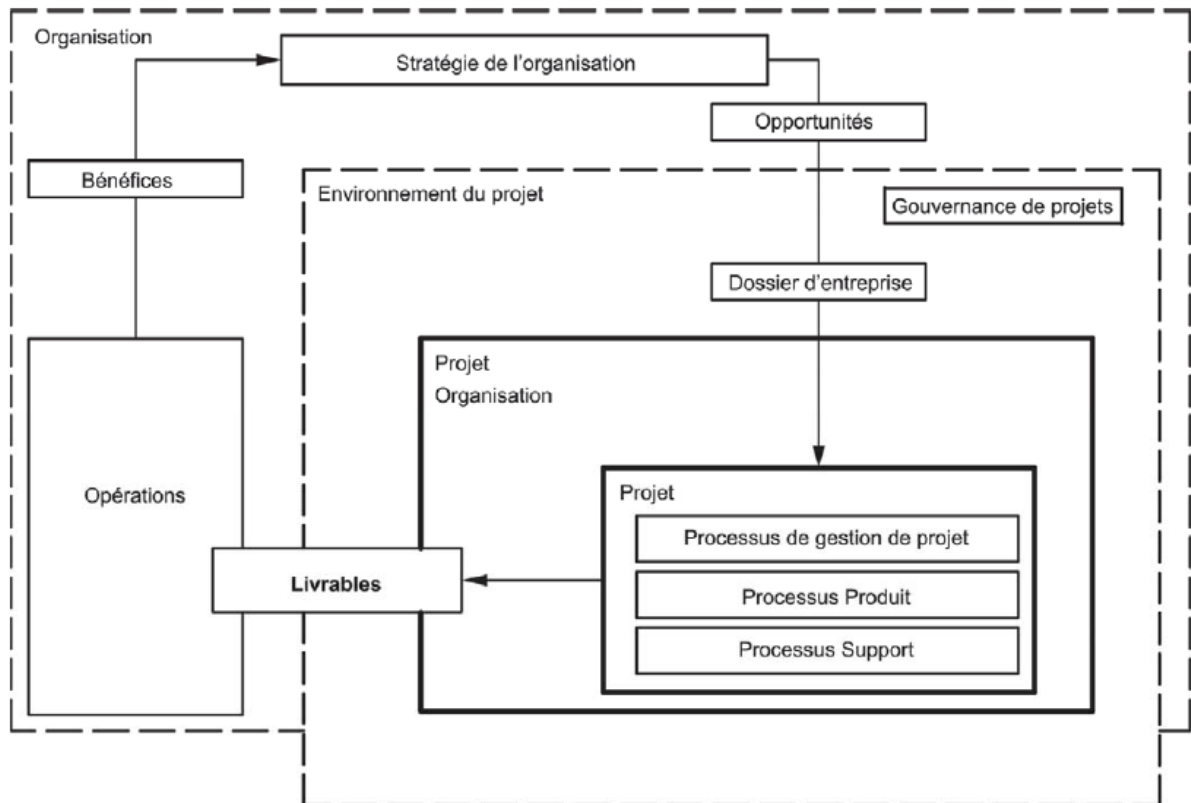 Organisation
Stratégie de l'organisation
Opportunités
Bénéfices
Environnement du projet
Gouvernance de projets
Dossier d'entreprise
Projet
Organisation
Opérations
Projet
Processus de gestion de projet
Livrables
Processus Produit
Processus Support